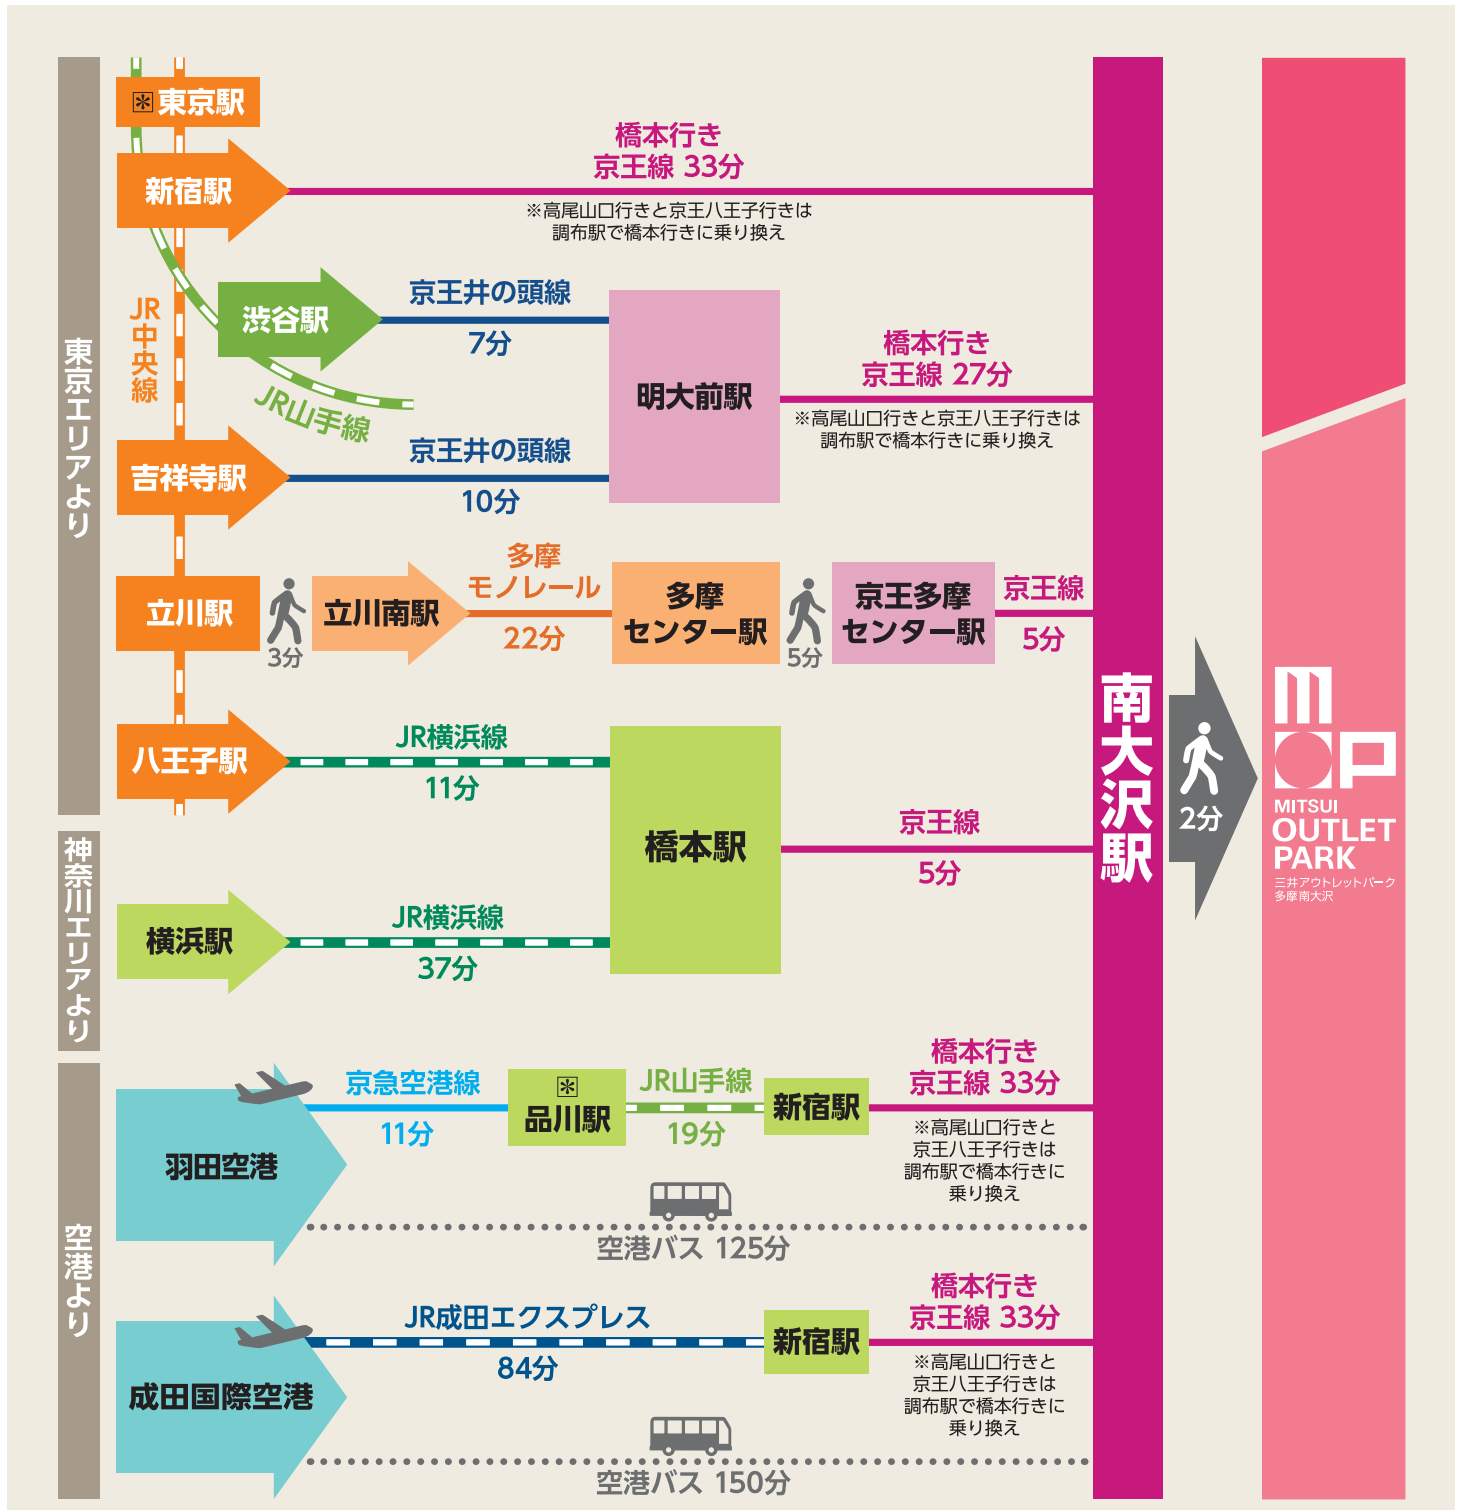 東京エリアより
＊東京駅
新宿駅
橋本行き
京王線 33分
※高尾山口行きと京王八王子行きは
調布駅で橋本行きに乗り換え
JR中央線
渋谷駅
JR山手線
京王井の頭線
7分
明大前駅
橋本行き
京王線 27分
※高尾山口行きと京王八王子行きは
調布駅で橋本行きに乗り換え
吉祥寺駅
京王井の頭線
10分
立川駅
3分
立川南駅
多摩
モノレール
22分
多摩
センター駅
5分
京王多摩
センター駅
京王線
5分
八王子駅
JR横浜線
11分
橋本駅
京王線
5分
神奈川エリアより
横浜駅
JR横浜線
37分
空港より
羽田空港
京急空港線
11分
＊
品川駅
JR山手線
19分
新宿駅
橋本行き
京王線 33分
※高尾山口行きと
京王八王子行きは
調布駅で橋本行きに
乗り換え
空港バス 125分
成田国際空港
JR成田エクスプレス
84分
新宿駅
橋本行き
京王線 33分
※高尾山口行きと
京王八王子行きは
調布駅で橋本行きに
乗り換え
空港バス 150分
南大沢駅
2分
MOP
MITSUI
OUTLET
PARK
三井アウトレットパーク
多摩南大沢